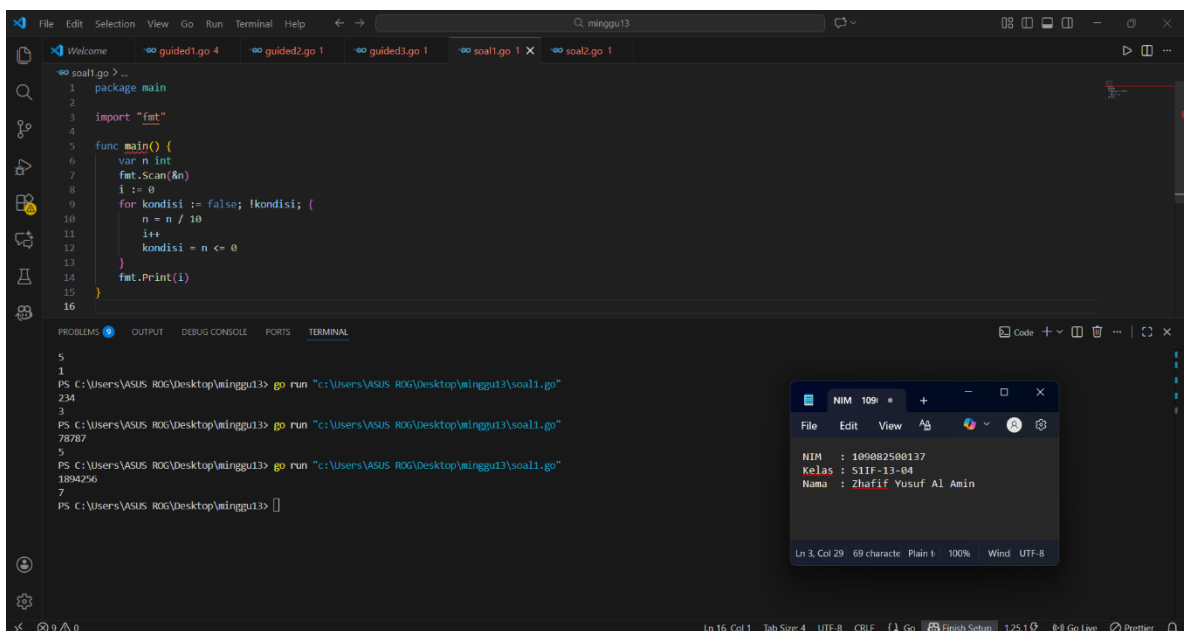 File Edit Selection View Go Run Terminal Help
minggu13
Welcome
guided1.go 4
guided2.go 1
guided3.go 1
soal1.go 1
soal2.go 1
soal1.go > ...
1 package main
2
3 import "fmt"
4
5 func main() {
6 var n int
7 fmt.Scan(&n)
8 i := 0
9 for kondisi := false; !kondisi; {
10 n = n / 10
11 i++
12 kondisi = n <= 0
13 }
14 fmt.Print(i)
15 }
16
PROBLEMS 9 OUTPUT DEBUG CONSOLE PORTS TERMINAL
Code
5
1
PS C:\Users\ASUS ROG\Desktop\minggu13> go run "c:\Users\ASUS ROG\Desktop\minggu13\soal1.go"
234
3
PS C:\Users\ASUS ROG\Desktop\minggu13> go run "c:\Users\ASUS ROG\Desktop\minggu13\soal1.go"
78787
5
PS C:\Users\ASUS ROG\Desktop\minggu13> go run "c:\Users\ASUS ROG\Desktop\minggu13\soal1.go"
1894256
7
PS C:\Users\ASUS ROG\Desktop\minggu13>
NIM 109
File Edit View
NIM : 109082500137
Kelas : S1IF-13-04
Nama : Zhafif Yusuf Al Amin
Ln 3, Col 29 69 characte Plain t 100% Wind UTF-8
9 0
Ln 16, Col 1 Tab Size: 4 UTF-8 CRLF {} Go Finish Setup 1.25.1 Go Live Prettier